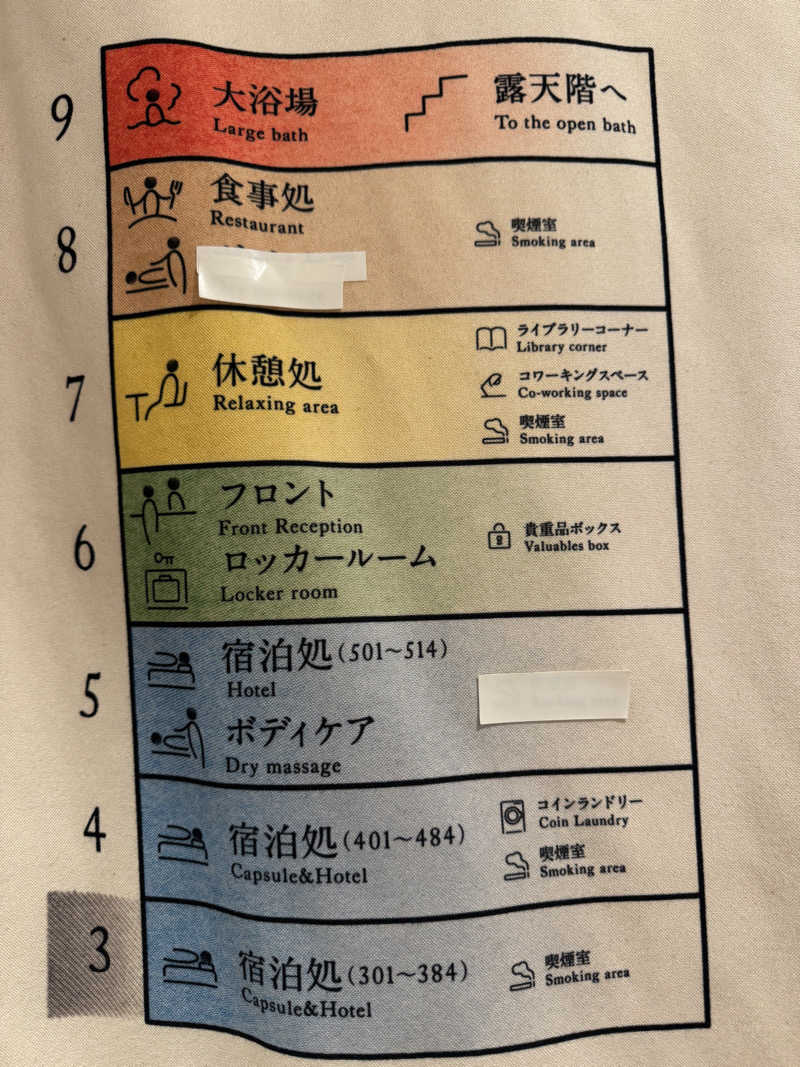 9
大浴場
Large bath
露天階へ
To the open bath
8
食事処
Restaurant
喫煙室
Smoking area
7
休憩処
Relaxing area
ライブラリーコーナー
Library corner
コワーキングスペース
Co-working space
喫煙室
Smoking area
6
フロント
Front Reception
ロッカールーム
Locker room
貴重品ボックス
Valuables box
5
宿泊処(501〜514)
Hotel
ボディケア
Dry massage
4
宿泊処(401〜484)
Capsule&Hotel
コインランドリー
Coin Laundry
喫煙室
Smoking area
3
宿泊処(301〜384)
Capsule&Hotel
喫煙室
Smoking area